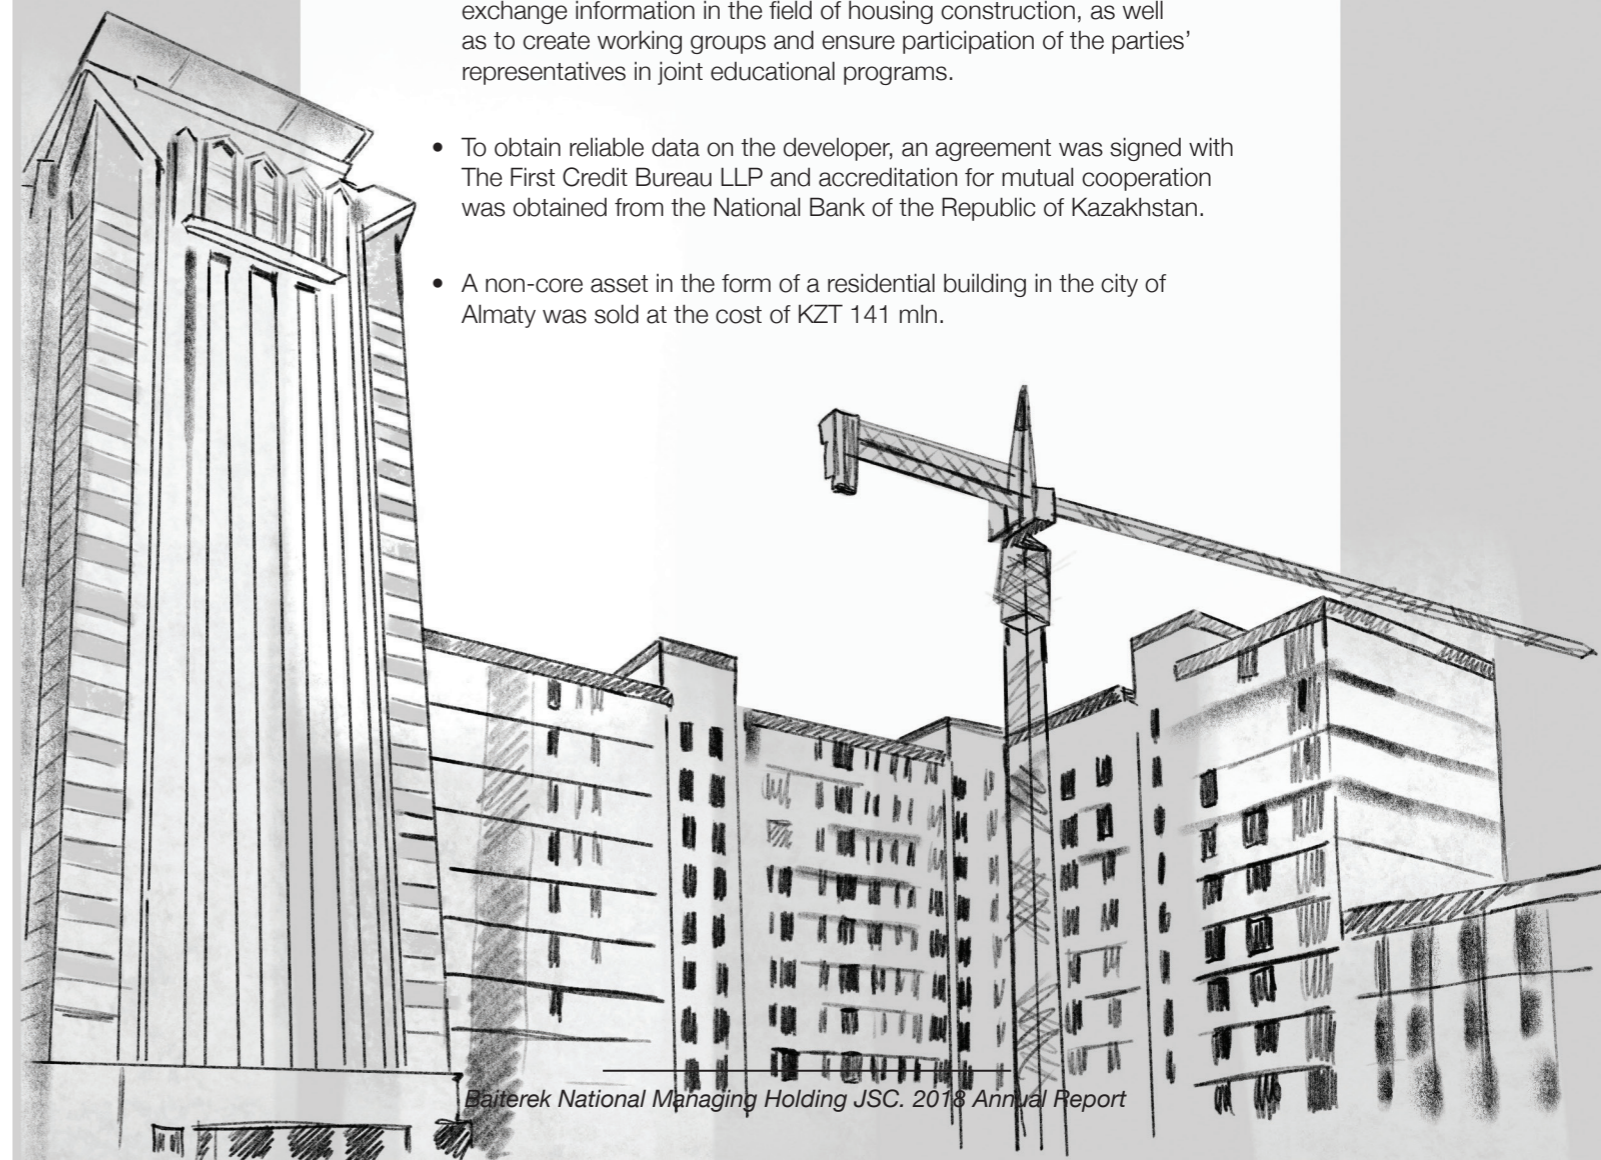 exchange information in the field of housing construction, as well
as to create working groups and ensure participation of the parties’
representatives in joint educational programs.
• To obtain reliable data on the developer, an agreement was signed with
The First Credit Bureau LLP and accreditation for mutual cooperation
was obtained from the National Bank of the Republic of Kazakhstan.
• A non-core asset in the form of a residential building in the city of
Almaty was sold at the cost of KZT 141 mln.
Baiterek National Managing Holding JSC. 2018 Annual Report